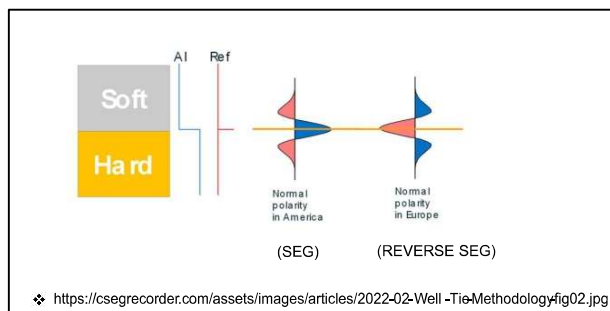 AI Ref
Soft
Hard
Normal
polarity
in America
Normal
polarity
in Europe
(SEG) (REVERSE SEG)
❖ https://csegrecorder.com/assets/images/articles/2022-02-Well -Tie-Methodology-fig02.jpg